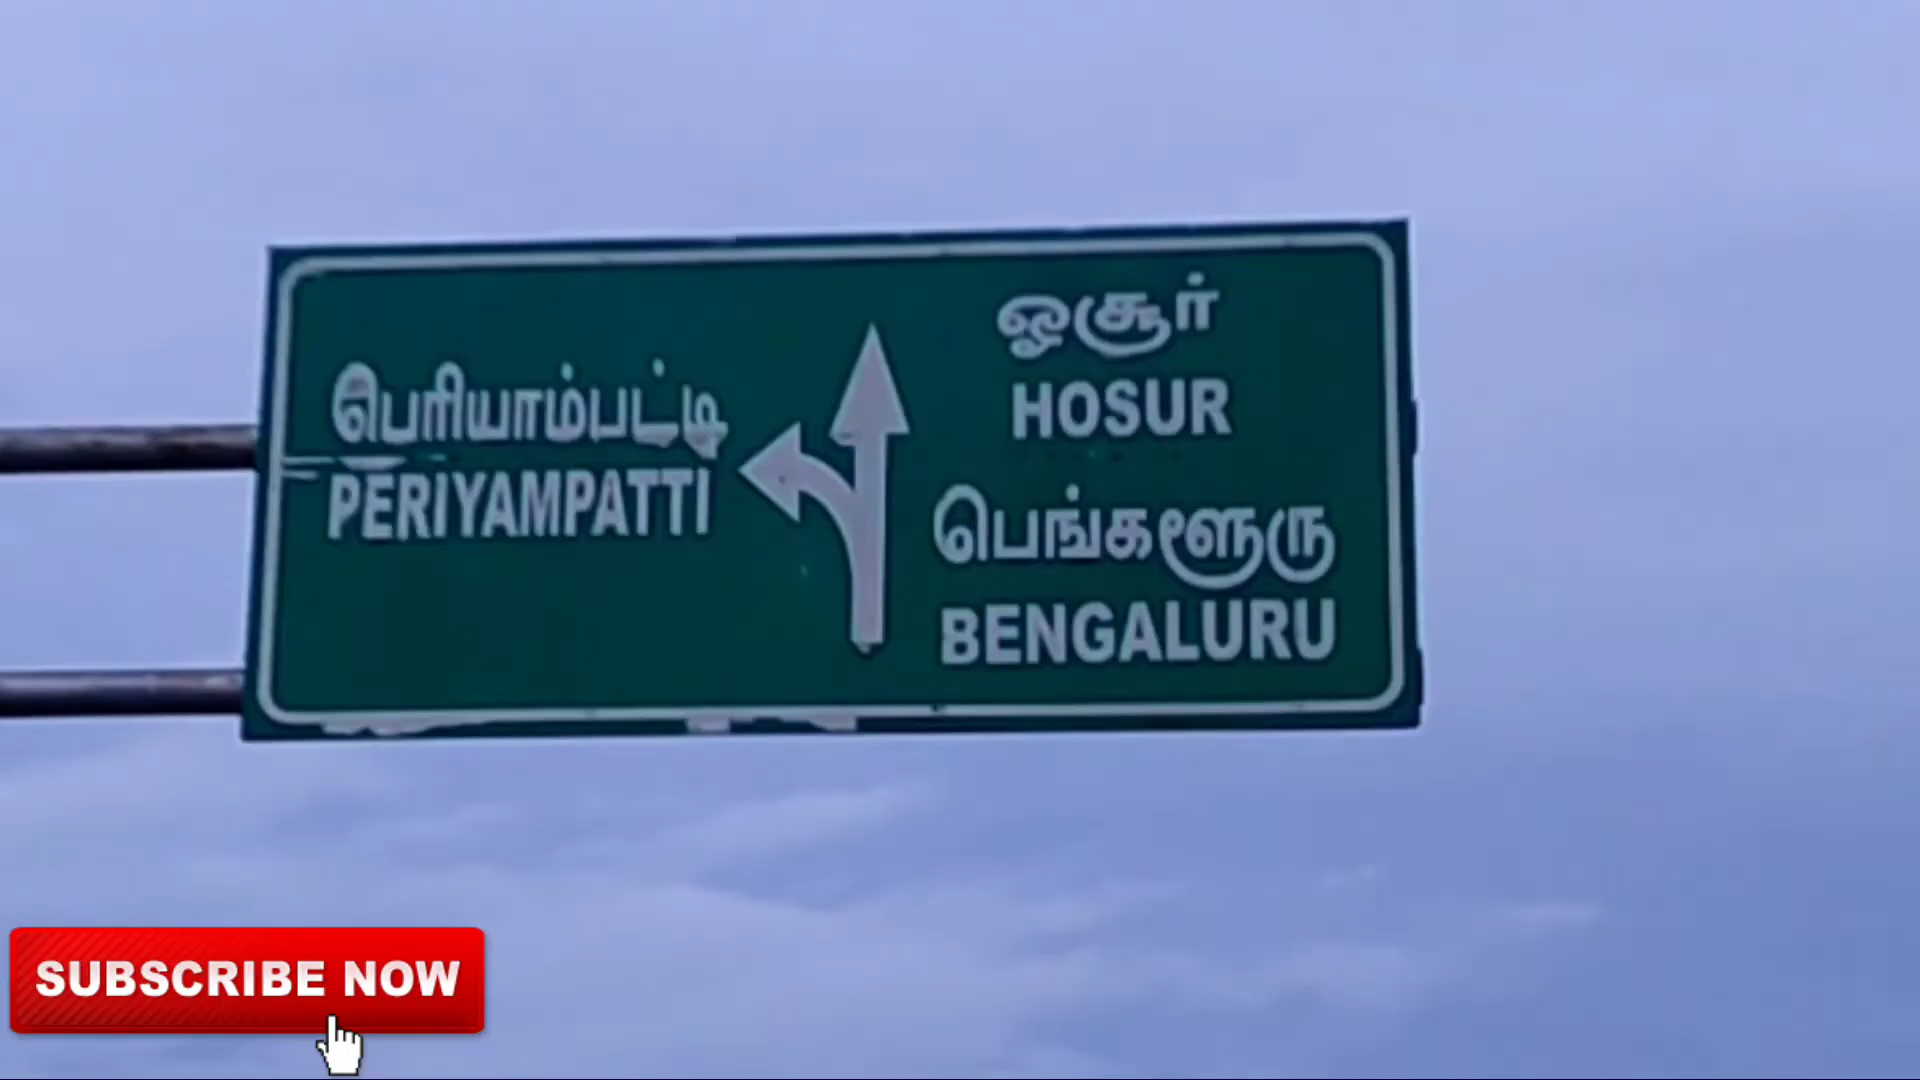 பெரியாம்பட்டி
PERIYAMPATTI
ஓசூர்
HOSUR
பெங்களூரு
BENGALURU
SUBSCRIBE NOW